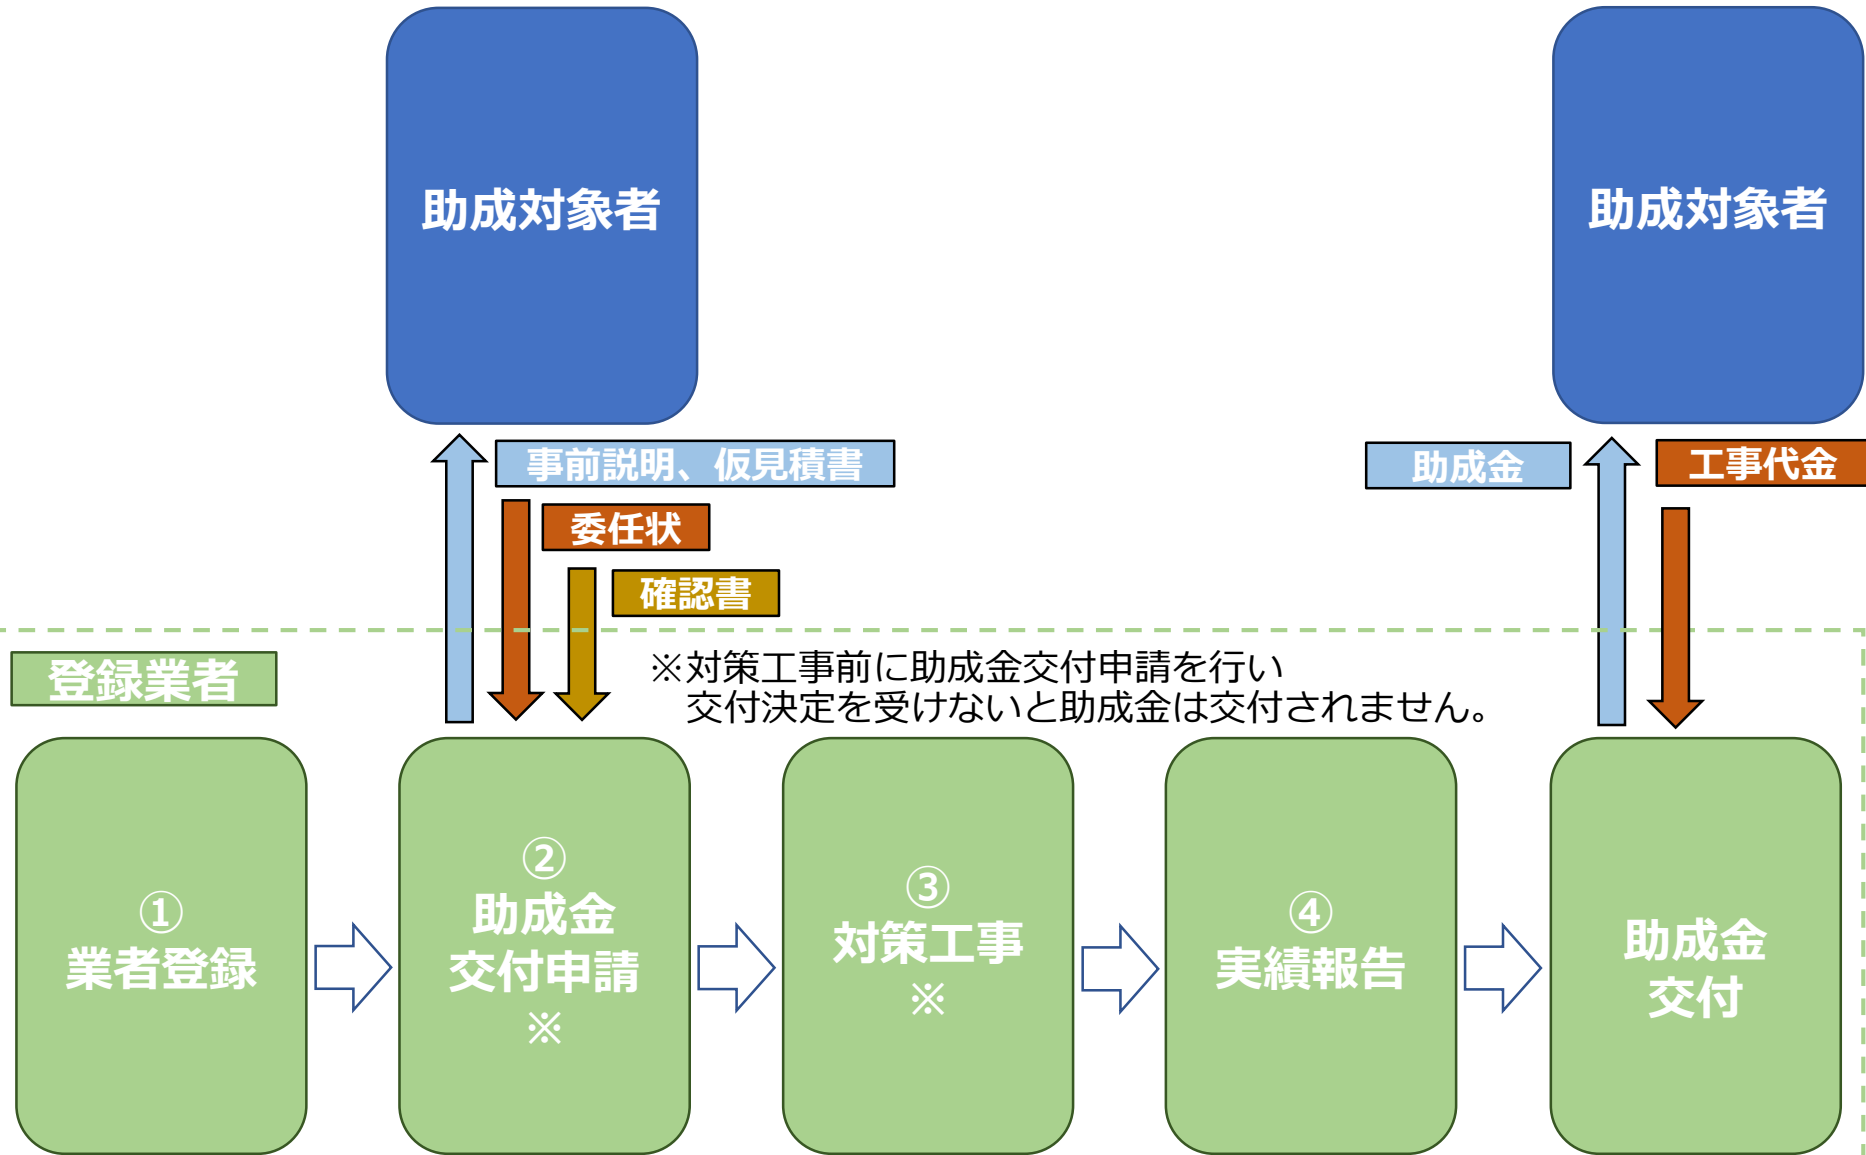 助成対象者
助成対象者
事前説明、仮見積書
委任状
確認書
助成金
工事代金
登録業者
※対策工事前に助成金交付申請を行い
交付決定を受けないと助成金は交付されません。
①
業者登録
②
助成金
交付申請
※
③
対策工事
※
④
実績報告
助成金
交付